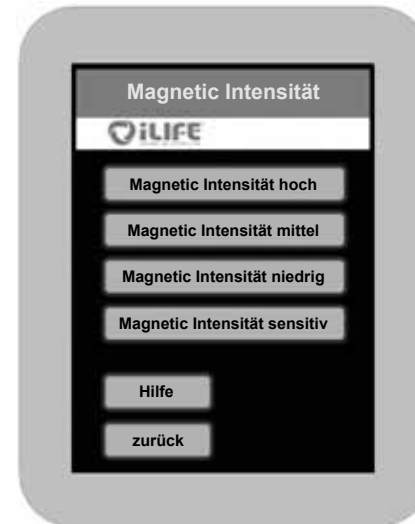 Magnetic Intensität
iLIFE
Magnetic Intensität hoch
Magnetic Intensität mittel
Magnetic Intensität niedrig
Magnetic Intensität sensitiv
Hilfe
zurück